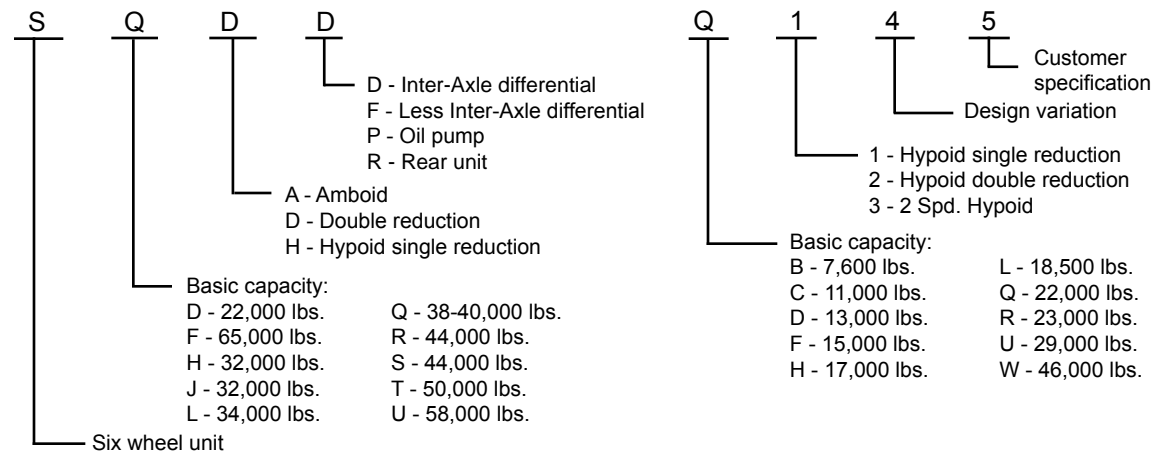 S Q D D
D - Inter-Axle differential
F - Less Inter-Axle differential
P - Oil pump
R - Rear unit
A - Amboid
D - Double reduction
H - Hypoid single reduction
Basic capacity:
D - 22,000 lbs. Q - 38-40,000 lbs.
F - 65,000 lbs. R - 44,000 lbs.
H - 32,000 lbs. S - 44,000 lbs.
J - 32,000 lbs. T - 50,000 lbs.
L - 34,000 lbs. U - 58,000 lbs.
Six wheel unit
Q 1 4 5
Customer
specification
Design variation
1 - Hypoid single reduction
2 - Hypoid double reduction
3 - 2 Spd. Hypoid
Basic capacity:
B - 7,600 lbs. L - 18,500 lbs.
C - 11,000 lbs. Q - 22,000 lbs.
D - 13,000 lbs. R - 23,000 lbs.
F - 15,000 lbs. U - 29,000 lbs.
H - 17,000 lbs. W - 46,000 lbs.